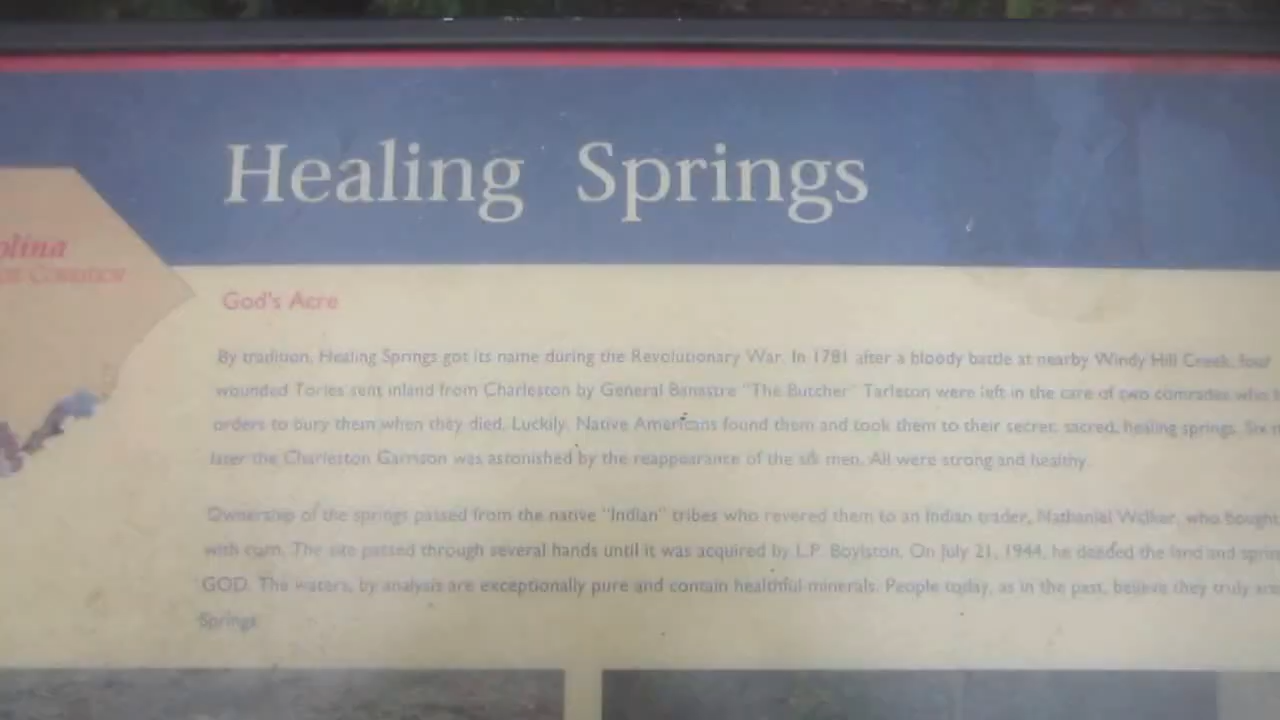 Healing Springs
olina
God's Acre
By tradition, Healing Springs got its name during the Revolutionary War. In 1781 after a bloody battle at nearby Windy Hill Creek, four
wounded Tories sent inland from Charleston by General Banastre "The Butcher" Tarleton were left in the care of two comrades who
orders to bury them when they died. Luckily, Native Americans found them and took them to their secret, sacred, healing springs. Six
later the Charleston Garrison was astonished by the reappearance of the six men. All were strong and healthy.
Ownership of the springs passed from the native "Indian" tribes who revered them to an Indian trader, Nathaniel Walker, who bought
with corn. The site passed through several hands until it was acquired by L.P. Boylston. On July 21, 1944, he deeded the land and
GOD. The waters, by analysis are exceptionally pure and contain healthful minerals. People today, as in the past, believe they truly are
Springs